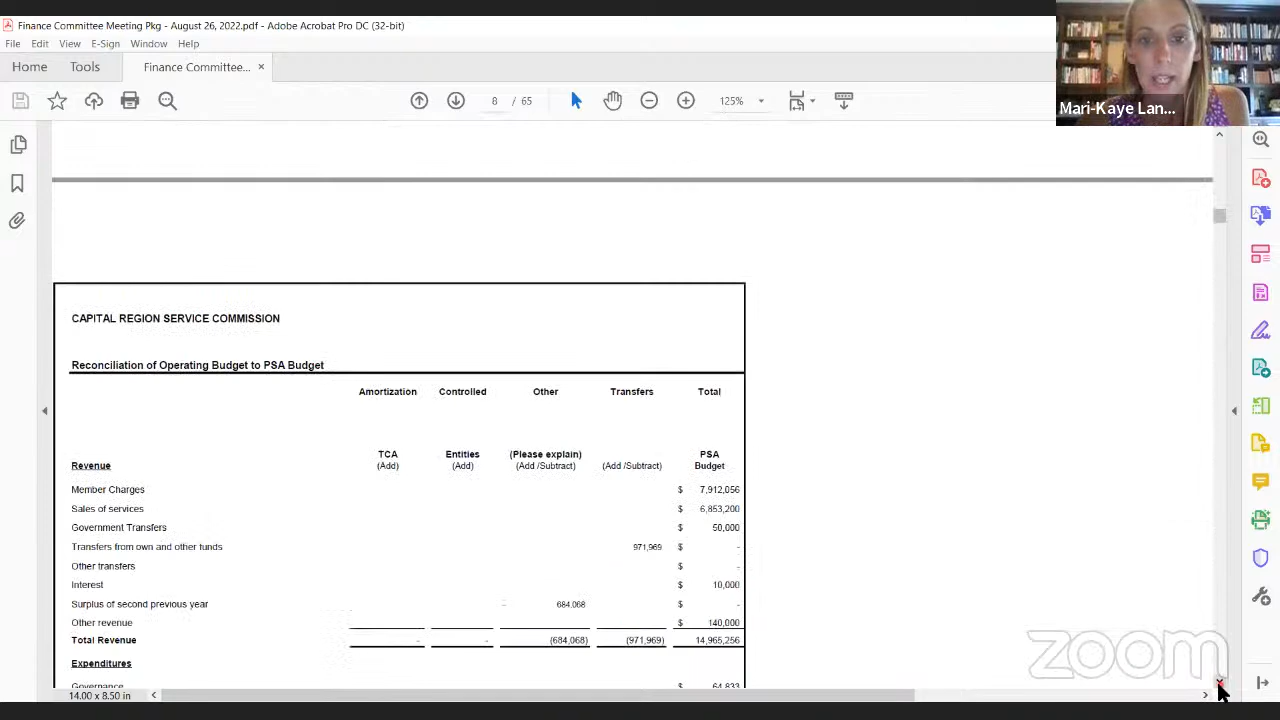 Finance Committee Meeting Pkg - August 26, 2022.pdf - Adobe Acrobat Pro DC (32-bit)
File Edit View E-Sign Window Help
Home Tools Finance Committee... ×
8 / 65 125%
Mari-Kaye Lan...
CAPITAL REGION SERVICE COMMISSION
Reconciliation of Operating Budget to PSA Budget
Amortization Controlled Other Transfers Total
TCA Entities (Please explain) PSA
Revenue (Add) (Add) (Add /Subtract) (Add /Subtract) Budget
Member Charges $ 7,912,056
Sales of services $ 6,853,200
Government Transfers $ 50,000
Transfers from own and other funds 971,969 $ -
Other transfers $ -
Interest $ 10,000
Surplus of second previous year - 684,068 $ -
Other revenue $ 140,000
Total Revenue - - (684,068) (971,969) 14,965,256
Expenditures
Governance $ 64,833
zoom
14.00 x 8.50 in